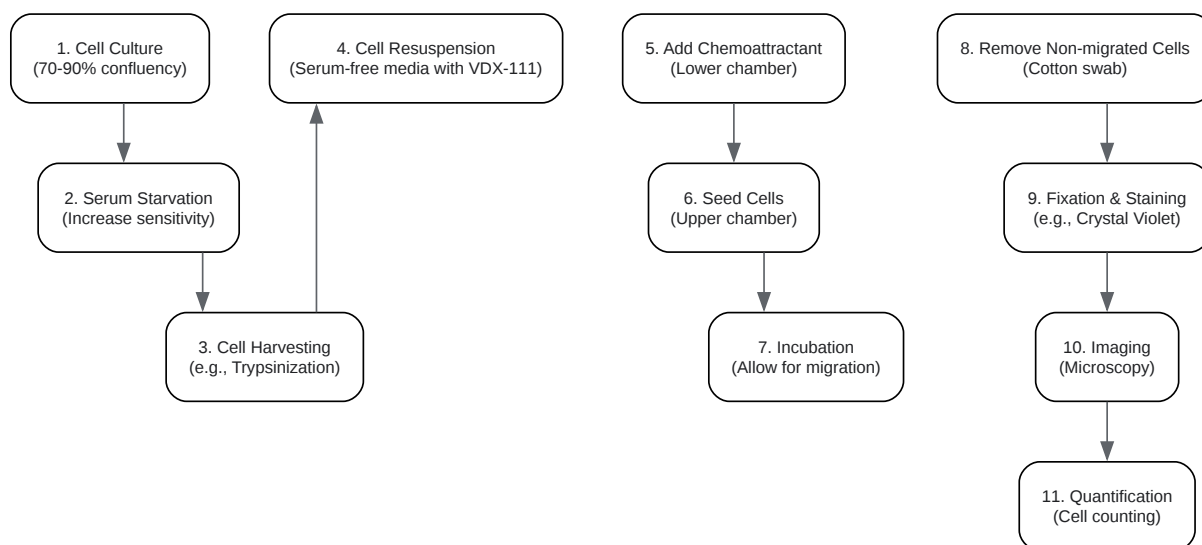 1. Cell Culture
(70-90% confluency)
2. Serum Starvation
(Increase sensitivity)
3. Cell Harvesting
(e.g., Trypsinization)
4. Cell Resuspension
(Serum-free media with VDX-111)
5. Add Chemoattractant
(Lower chamber)
6. Seed Cells
(Upper chamber)
7. Incubation
(Allow for migration)
8. Remove Non-migrated Cells
(Cotton swab)
9. Fixation & Staining
(e.g., Crystal Violet)
10. Imaging
(Microscopy)
11. Quantification
(Cell counting)